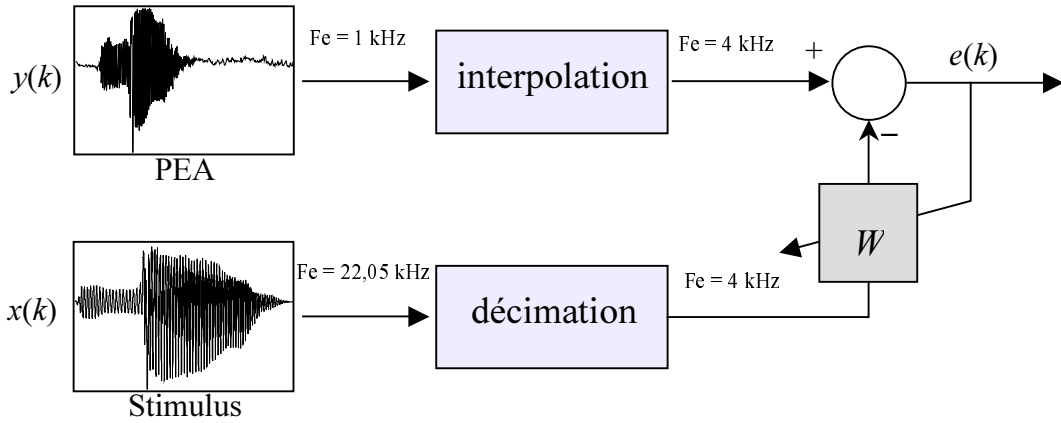 Fe = 1 kHz
Fe = 4 kHz
+
e(k)
y(k)
interpolation
−
PEA
W
Fe = 22,05 kHz
Fe = 4 kHz
x(k)
décimation
Stimulus